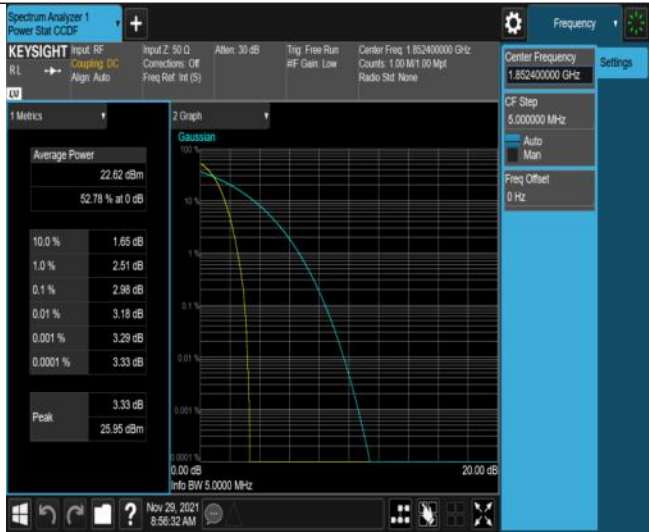 Spectrum Analyzer 1
Power Stat CCDF
Frequency
KEYSIGHT
Input: RF
Coupling: DC
Align: Auto
Input Z: 50 Ω
Corrections: Off
Freq Ref: Int (S)
Atten: 30 dB
Trig: Free Run
#IF Gain: Low
Center Freq: 1.852400000 GHz
Counts: 1.00 M/1.00 Mpt
Radio Std: None
R L
LXI
Center Frequency
1.852400000 GHz
Settings
CF Step
5.000000 MHz
Auto
Man
Freq Offset
0 Hz
1 Metrics
Average Power
22.62 dBm
52.78 % at 0 dB
10.0 % 1.65 dB
1.0 % 2.51 dB
0.1 % 2.98 dB
0.01 % 3.18 dB
0.001 % 3.29 dB
0.0001 % 3.33 dB
Peak
3.33 dB
25.95 dBm
2 Graph
Gaussian
100 %
10 %
1 %
0.1 %
0.01 %
0.001 %
0.0001 %
0.00 dB
20.00 dB
Info BW 5.0000 MHz
?
Nov 29, 2021
8:56:32 AM